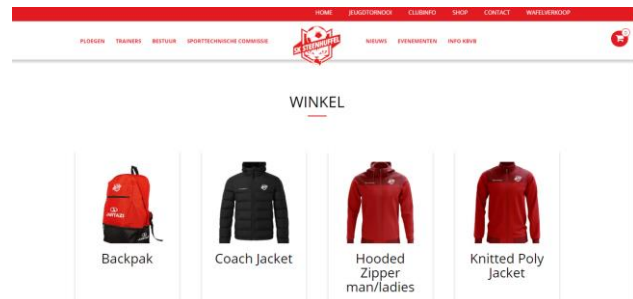 HOME JEUGDTORNOOI CLUBINFO SHOP CONTACT WAFELVERKOOP
PLOEGEN TRAINERS BESTUUR SPORTTECHNISCHE COMMISSIE NIEUWS EVENEMENTEN INFO KBVB
SK STEENHUFFEL
WINKEL
Backpak Coach Jacket Hooded Knitted Poly
Zipper Jacket
man/ladies